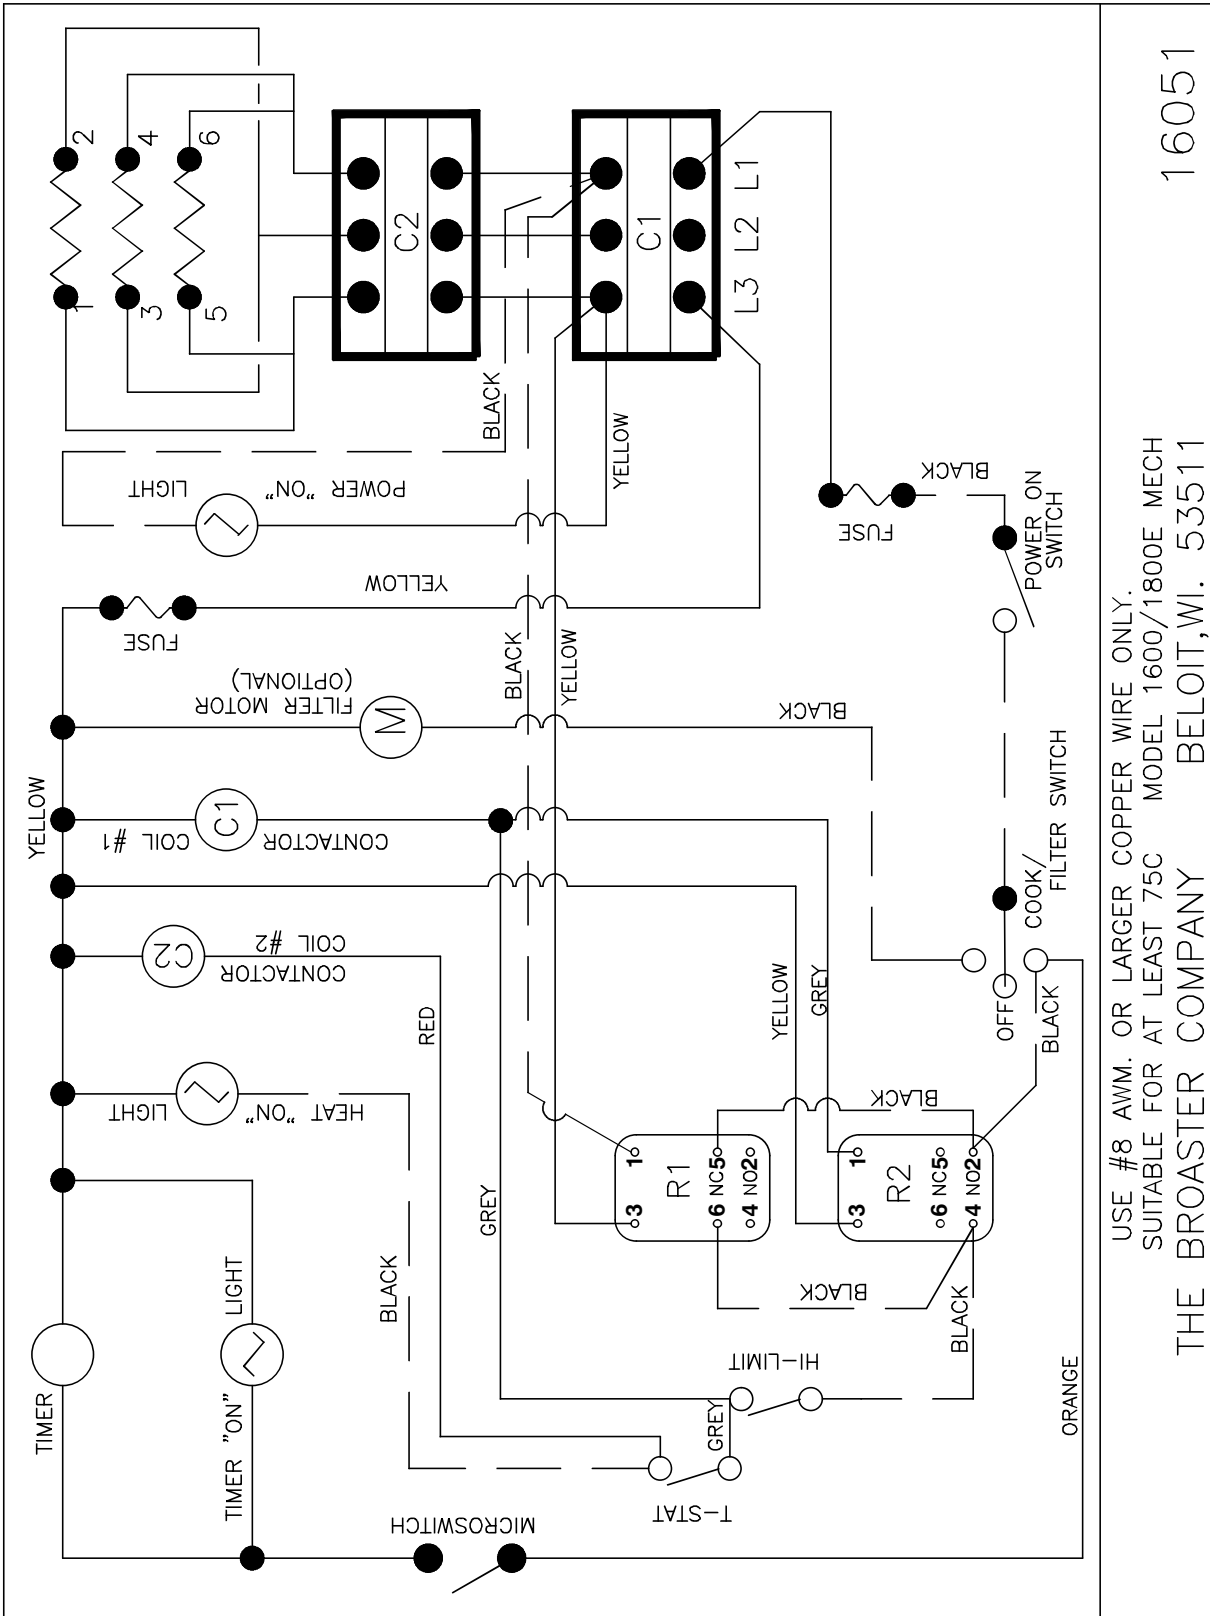 2
4
6
1
3
5
C2
C1
L1
L2
L3
BLACK
YELLOW
POWER "ON"
LIGHT
YELLOW
FUSE
FUSE
BLACK
POWER ON
SWITCH
BLACK
YELLOW
FILTER MOTOR
(OPTIONAL)
M
BLACK
YELLOW
C1
CONTACTOR
COIL #1
C2
CONTACTOR
COIL #2
RED
COOK/
FILTER SWITCH
OFF
BLACK
YELLOW
GREY
HEAT "ON"
LIGHT
BLACK
GREY
R1
1
3
NC5
6
NO2
4
R2
1
3
NC5
6
NO2
4
BLACK
BLACK
BLACK
HI-LIMIT
GREY
T-STAT
TIMER
TIMER "ON"
LIGHT
MICROSWITCH
ORANGE
USE #8 AWM. OR LARGER COPPER WIRE ONLY.
SUITABLE FOR AT LEAST 75C MODEL 1600/1800E MECH
THE BROASTER COMPANY BELOIT,WI. 53511 16051